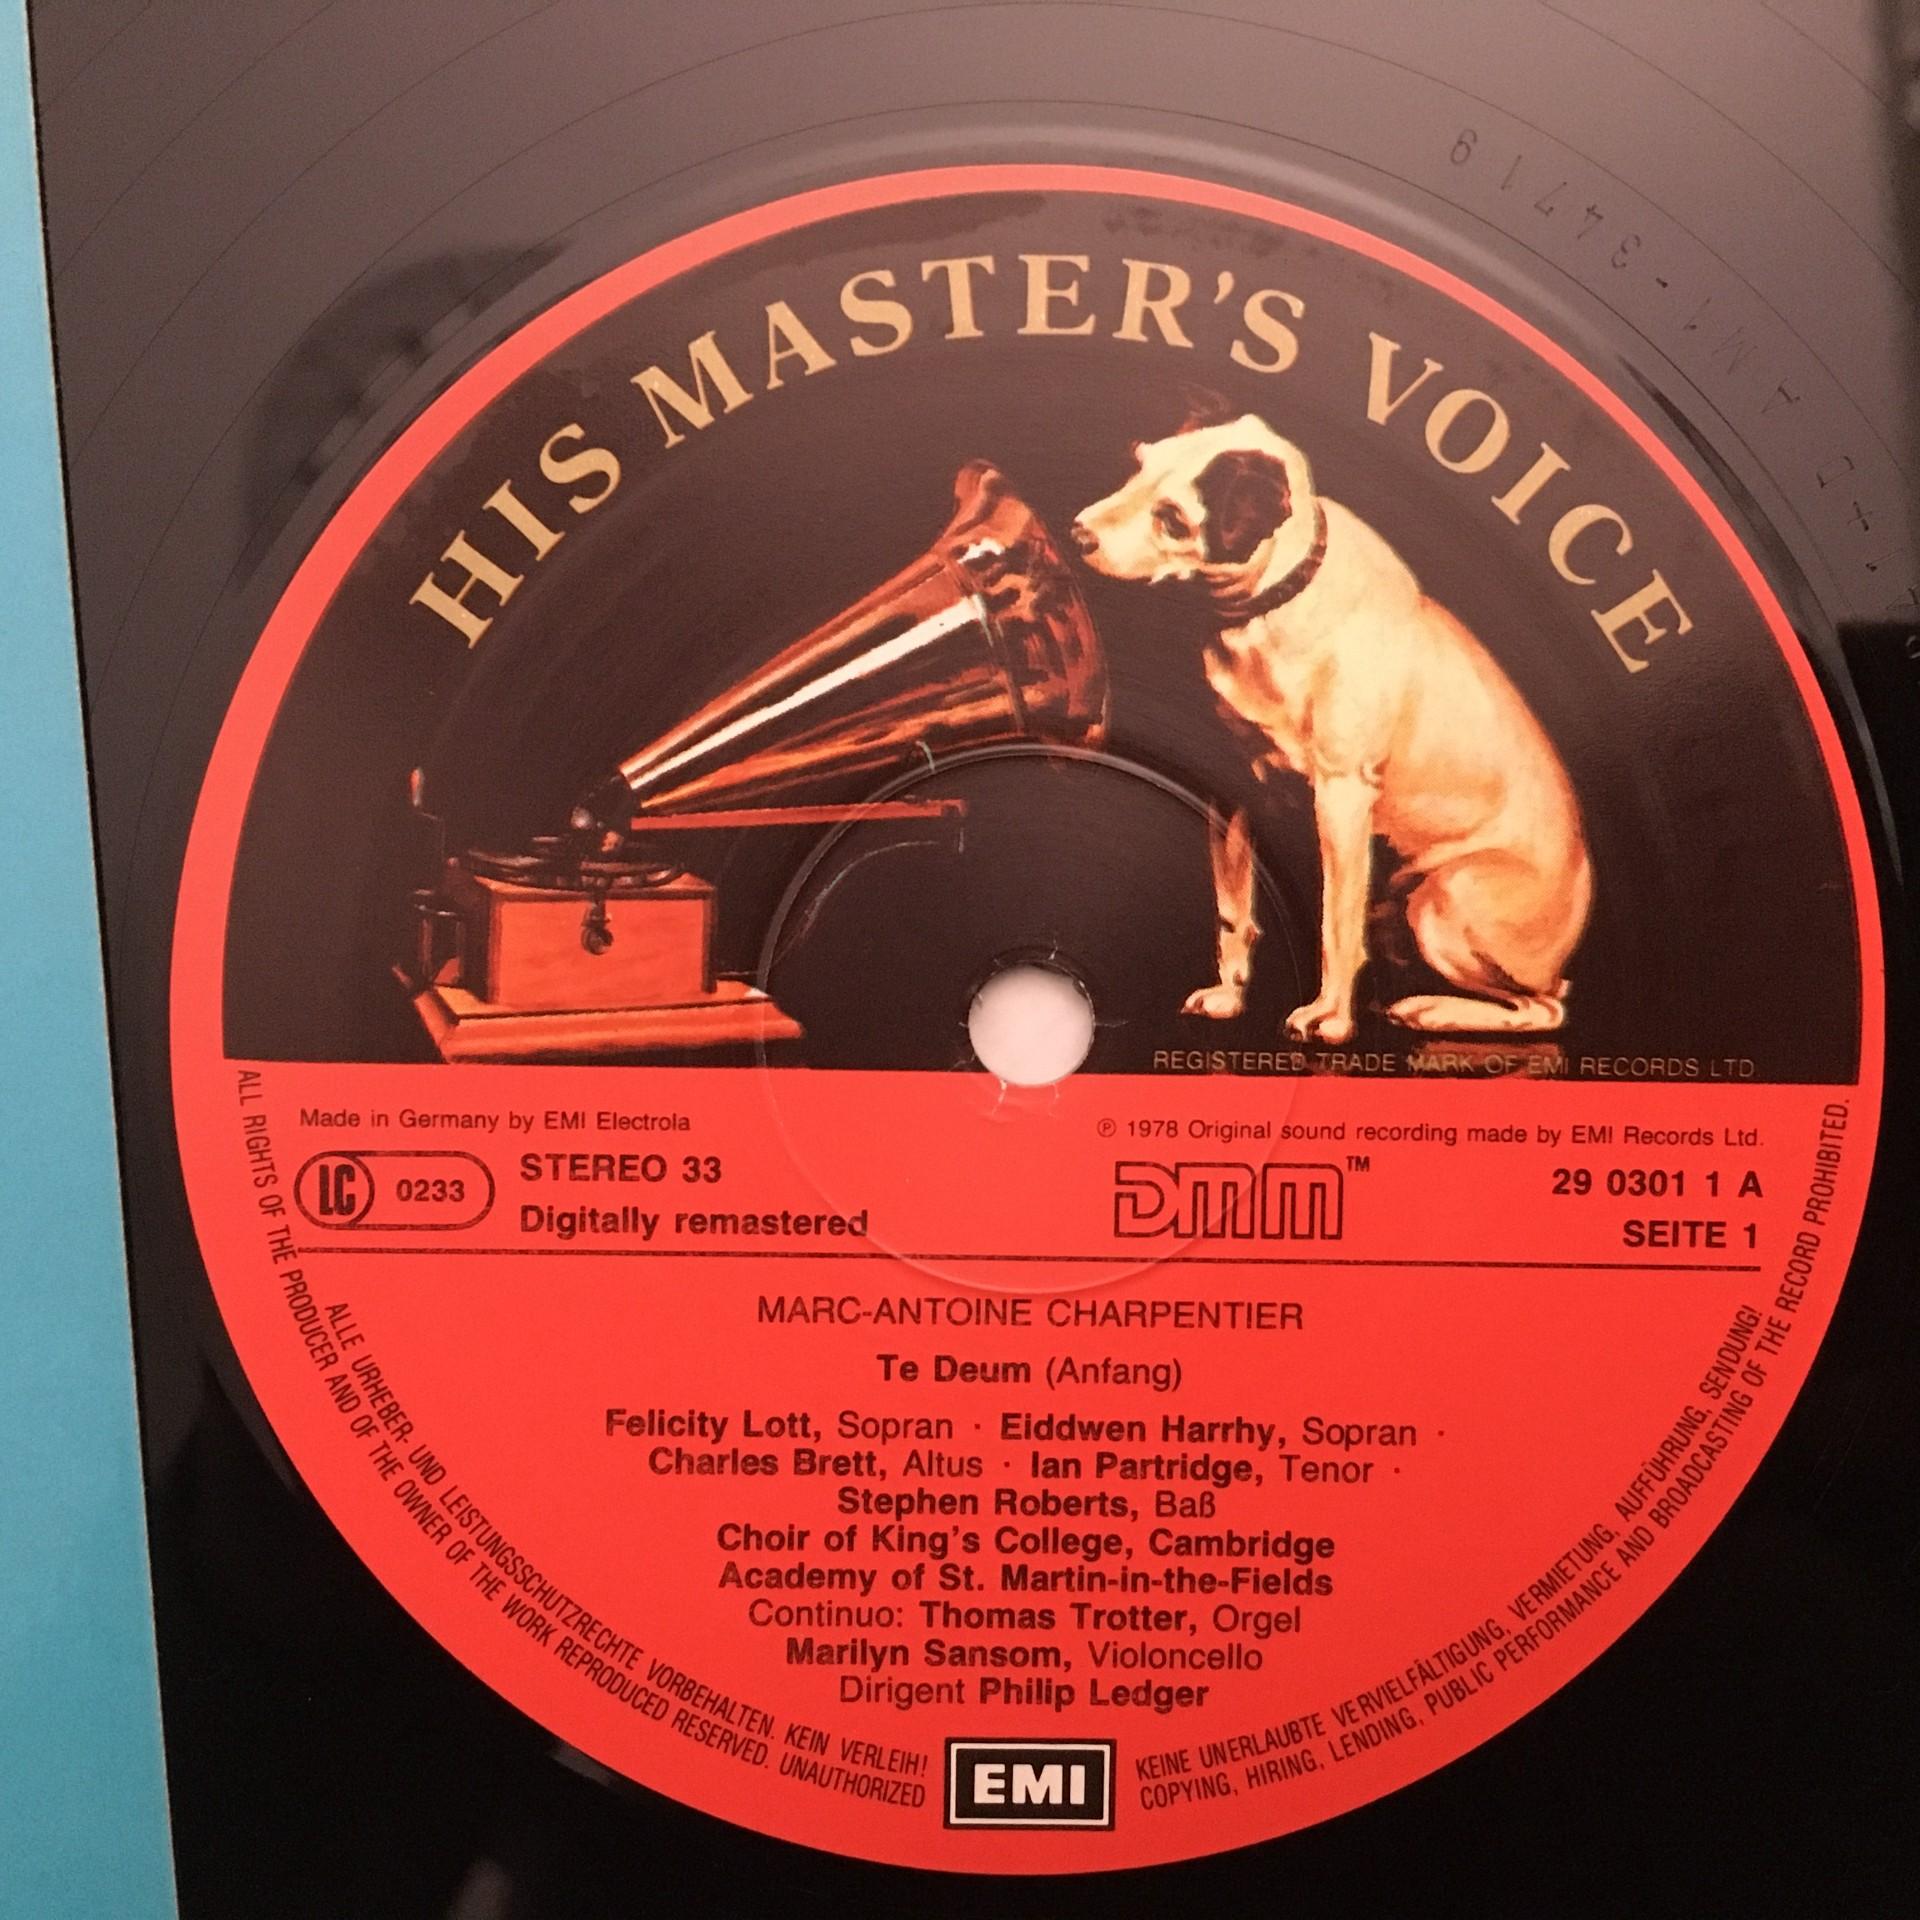 HIS MASTER'S VOICE
REGISTERED TRADE MARK OF EMI RECORDS LTD.
Made in Germany by EMI Electrola
℗ 1978 Original sound recording made by EMI Records Ltd.
LC 0233
STEREO 33
Digitally remastered
DMM™
29 0301 1 A
SEITE 1
MARC-ANTOINE CHARPENTIER
Te Deum (Anfang)
Felicity Lott, Sopran · Eiddwen Harrhy, Sopran ·
Charles Brett, Altus · Ian Partridge, Tenor ·
Stephen Roberts, Baß
Choir of King's College, Cambridge
Academy of St. Martin-in-the-Fields
Continuo: Thomas Trotter, Orgel
Marilyn Sansom, Violoncello
Dirigent Philip Ledger
EMI
ALLE URHEBER- UND LEISTUNGSSCHUTZRECHTE VORBEHALTEN. KEIN VERLEIH!
KEINE UNERLAUBTE VERVIELFÄLTIGUNG, VERMIETUNG, AUFFÜHRUNG, SENDUNG!
ALL RIGHTS OF THE PRODUCER AND OF THE OWNER OF THE WORK REPRODUCED RESERVED. UNAUTHORIZED
COPYING, HIRING, LENDING, PUBLIC PERFORMANCE AND BROADCASTING OF THE RECORD PROHIBITED.